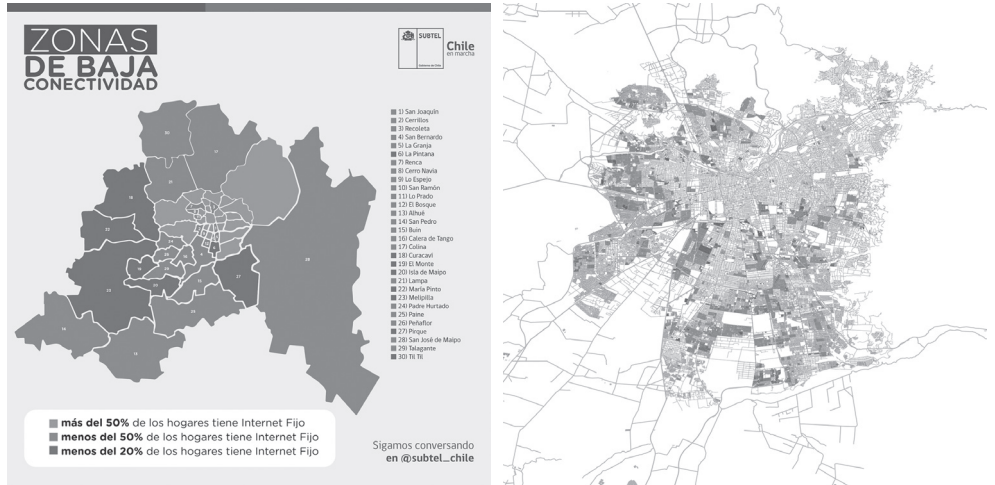 ZONAS
DE BAJA
CONECTIVIDAD
SUBTEL
Gobierno de Chile
Chile
en marcha
1) San Joaquín
2) Cerrillos
3) Recoleta
4) San Bernardo
5) La Granja
6) La Pintana
7) Renca
8) Cerro Navia
9) Lo Espejo
10) San Ramón
11) Lo Prado
12) El Bosque
13) Alhué
14) San Pedro
15) Buin
16) Calera de Tango
17) Colina
18) Curacaví
19) El Monte
20) Isla de Maipo
21) Lampa
22) María Pinto
23) Melipilla
24) Padre Hurtado
25) Paine
26) Peñaflor
27) Pirque
28) San José de Maipo
29) Talagante
30) Til Til
más del 50% de los hogares tiene Internet Fijo
menos del 50% de los hogares tiene Internet Fijo
menos del 20% de los hogares tiene Internet Fijo
Sigamos conversando
en @subtel_chile